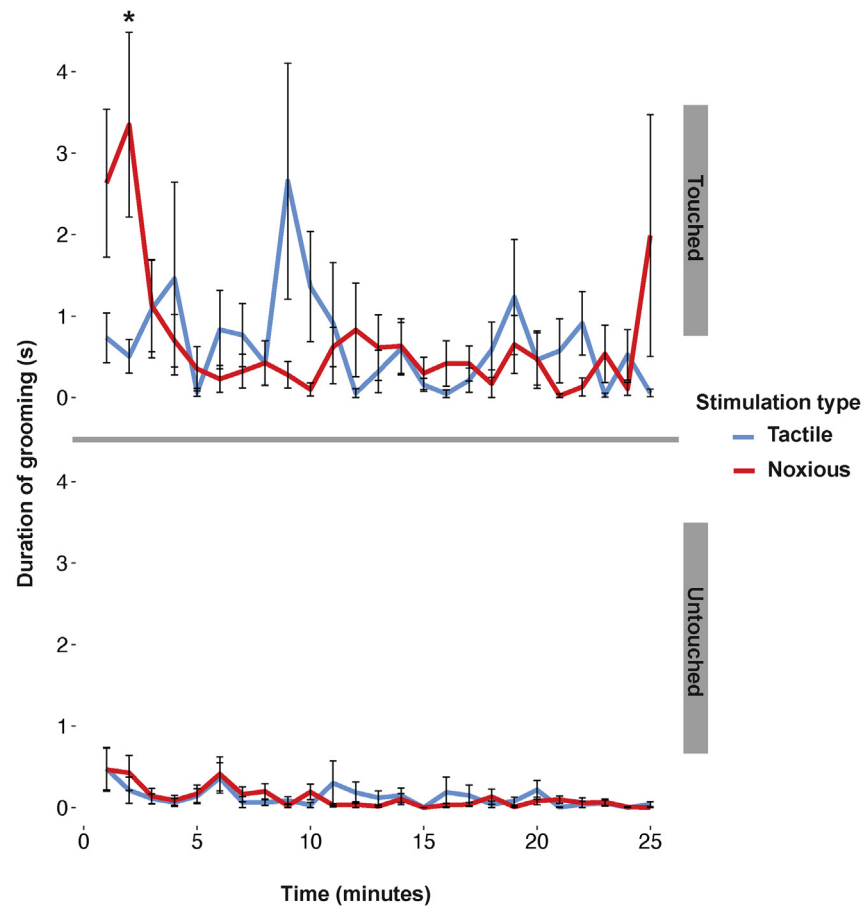 *
4
3
2
1
0
Touched
Duration of grooming (s)
Stimulation type
Tactile
Noxious
4
3
2
1
0
Untouched
0 5 10 15 20 25
Time (minutes)